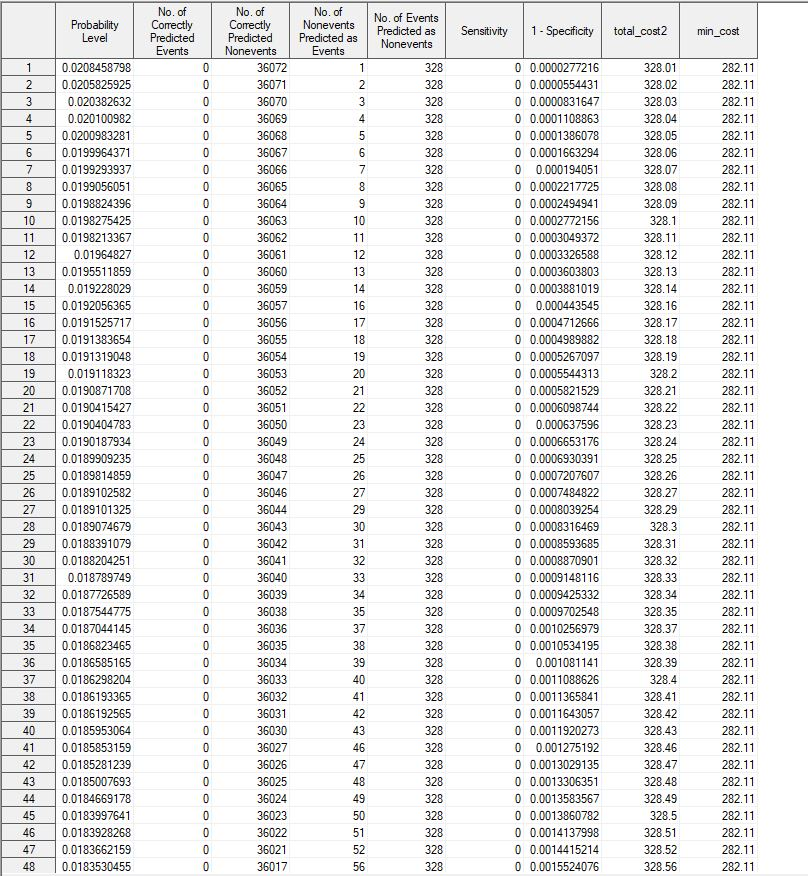 Probability Level No. of Correctly Predicted Events No. of Correctly Predicted Nonevents No. of Nonevents Predicted as Events No. of Events Predicted as Nonevents Sensitivity 1 - Specificity total_cost2 min_cost
1 0.0208458798 0 36072 1 328 0 0.0000277216 328.01 282.11
2 0.0205825925 0 36071 2 328 0 0.0000554431 328.02 282.11
3 0.020382632 0 36070 3 328 0 0.0000831647 328.03 282.11
4 0.020100982 0 36069 4 328 0 0.0001108863 328.04 282.11
5 0.0200983281 0 36068 5 328 0 0.0001386078 328.05 282.11
6 0.0199964371 0 36067 6 328 0 0.0001663294 328.06 282.11
7 0.0199293937 0 36066 7 328 0 0.000194051 328.07 282.11
8 0.0199056051 0 36065 8 328 0 0.0002217725 328.08 282.11
9 0.0198824396 0 36064 9 328 0 0.0002494941 328.09 282.11
10 0.0198275425 0 36063 10 328 0 0.0002772156 328.1 282.11
11 0.0198213367 0 36062 11 328 0 0.0003049372 328.11 282.11
12 0.01964827 0 36061 12 328 0 0.0003326588 328.12 282.11
13 0.0195511859 0 36060 13 328 0 0.0003603803 328.13 282.11
14 0.019228029 0 36059 14 328 0 0.0003881019 328.14 282.11
15 0.0192056365 0 36057 16 328 0 0.000443545 328.16 282.11
16 0.0191525717 0 36056 17 328 0 0.0004712666 328.17 282.11
17 0.0191383654 0 36055 18 328 0 0.0004989882 328.18 282.11
18 0.0191319048 0 36054 19 328 0 0.0005267097 328.19 282.11
19 0.019118323 0 36053 20 328 0 0.0005544313 328.2 282.11
20 0.0190871708 0 36052 21 328 0 0.0005821529 328.21 282.11
21 0.0190415427 0 36051 22 328 0 0.0006098744 328.22 282.11
22 0.0190404783 0 36050 23 328 0 0.000637596 328.23 282.11
23 0.0190187934 0 36049 24 328 0 0.0006653176 328.24 282.11
24 0.0189909235 0 36048 25 328 0 0.0006930391 328.25 282.11
25 0.0189814859 0 36047 26 328 0 0.0007207607 328.26 282.11
26 0.0189102582 0 36046 27 328 0 0.0007484822 328.27 282.11
27 0.0189101325 0 36044 29 328 0 0.0008039254 328.29 282.11
28 0.0189074679 0 36043 30 328 0 0.0008316469 328.3 282.11
29 0.0188391079 0 36042 31 328 0 0.0008593685 328.31 282.11
30 0.0188204251 0 36041 32 328 0 0.0008870901 328.32 282.11
31 0.018789749 0 36040 33 328 0 0.0009148116 328.33 282.11
32 0.0187726589 0 36039 34 328 0 0.0009425332 328.34 282.11
33 0.0187544775 0 36038 35 328 0 0.0009702548 328.35 282.11
34 0.0187044145 0 36036 37 328 0 0.0010256979 328.37 282.11
35 0.0186823465 0 36035 38 328 0 0.0010534195 328.38 282.11
36 0.0186585165 0 36034 39 328 0 0.001081141 328.39 282.11
37 0.0186298204 0 36033 40 328 0 0.0011088626 328.4 282.11
38 0.0186193365 0 36032 41 328 0 0.0011365841 328.41 282.11
39 0.0186192565 0 36031 42 328 0 0.0011643057 328.42 282.11
40 0.0185953064 0 36030 43 328 0 0.0011920273 328.43 282.11
41 0.0185853159 0 36027 46 328 0 0.001275192 328.46 282.11
42 0.0185281239 0 36026 47 328 0 0.0013029135 328.47 282.11
43 0.0185007693 0 36025 48 328 0 0.0013306351 328.48 282.11
44 0.0184669178 0 36024 49 328 0 0.0013583567 328.49 282.11
45 0.0183997641 0 36023 50 328 0 0.0013860782 328.5 282.11
46 0.0183928268 0 36022 51 328 0 0.0014137998 328.51 282.11
47 0.0183662159 0 36021 52 328 0 0.0014415214 328.52 282.11
48 0.0183530455 0 36017 56 328 0 0.0015524076 328.56 282.11